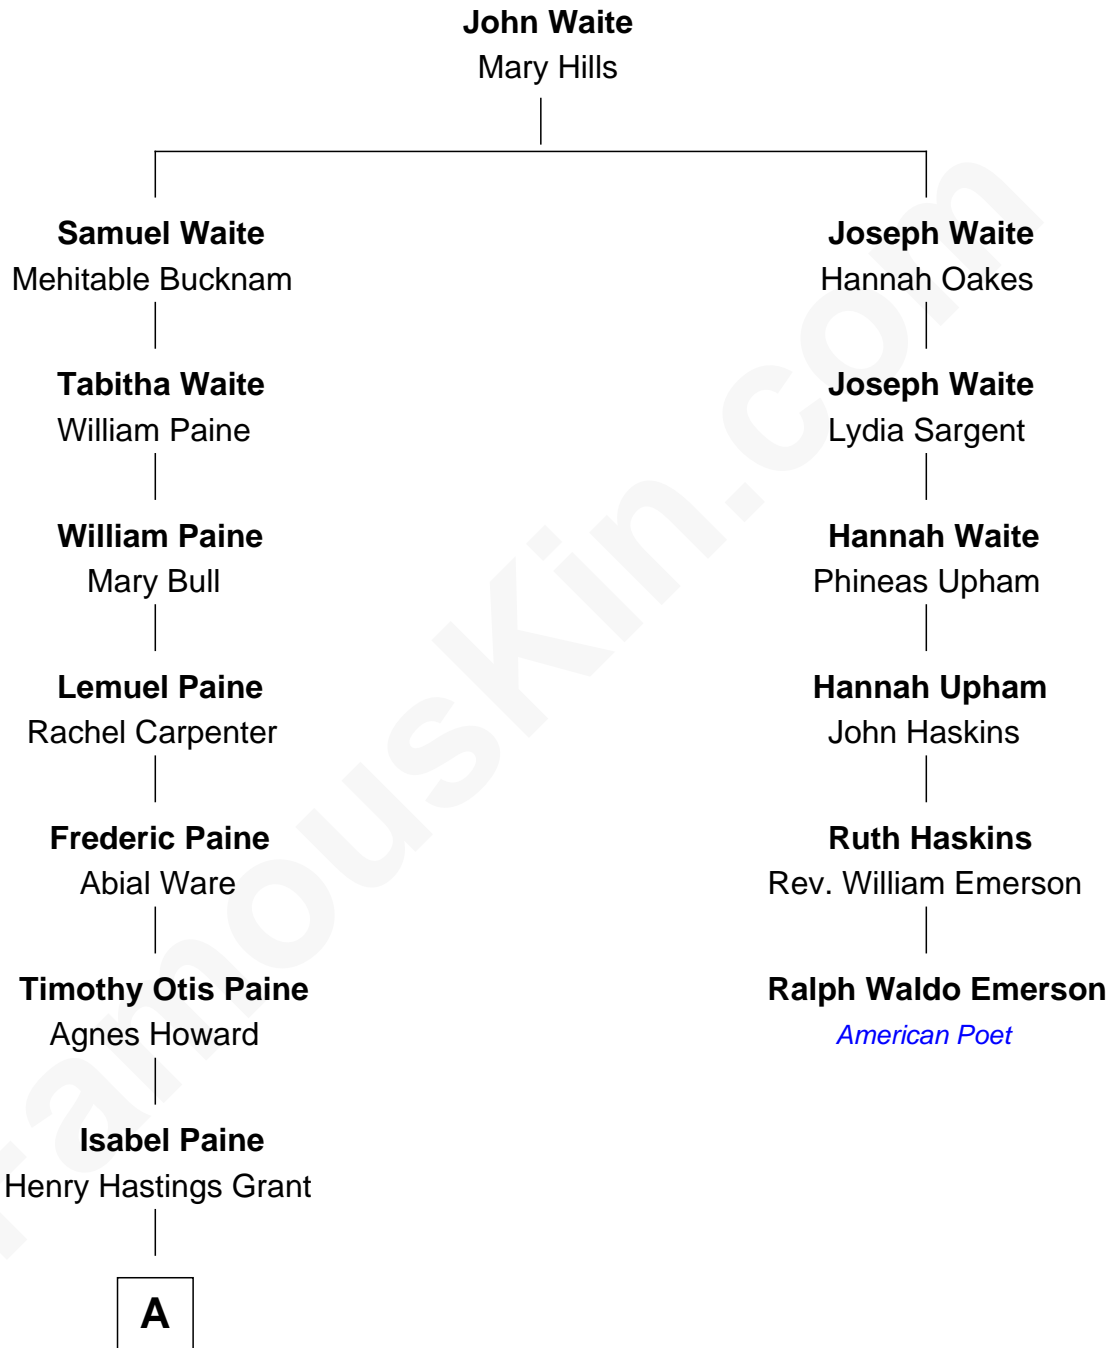 John Waite
Mary Hills
Samuel Waite
Mehitable Bucknam
Joseph Waite
Hannah Oakes
Tabitha Waite
William Paine
Joseph Waite
Lydia Sargent
William Paine
Mary Bull
Hannah Waite
Phineas Upham
Lemuel Paine
Rachel Carpenter
Hannah Upham
John Haskins
Frederic Paine
Abial Ware
Ruth Haskins
Rev. William Emerson
Timothy Otis Paine
Agnes Howard
Ralph Waldo Emerson
American Poet
Isabel Paine
Henry Hastings Grant
A
famouskin.com